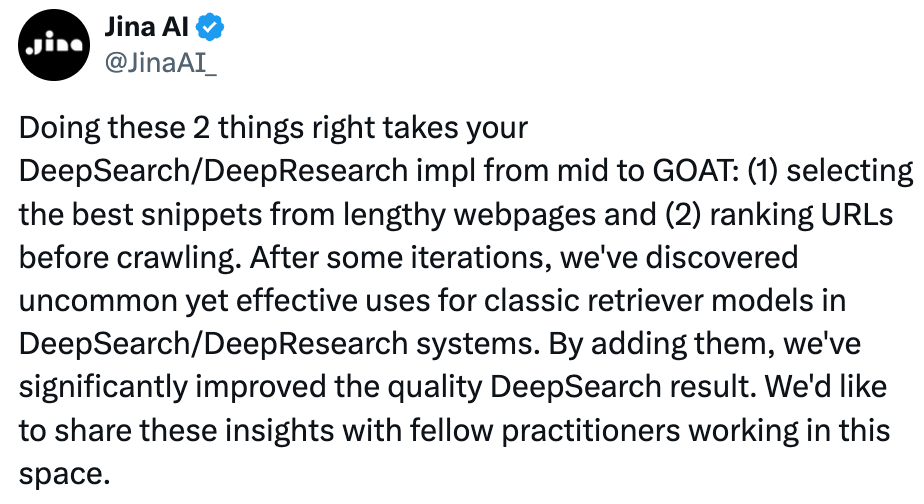 .jina
Jina AI
@JinaAI_
Doing these 2 things right takes your
DeepSearch/DeepResearch impl from mid to GOAT: (1) selecting
the best snippets from lengthy webpages and (2) ranking URLs
before crawling. After some iterations, we've discovered
uncommon yet effective uses for classic retriever models in
DeepSearch/DeepResearch systems. By adding them, we've
significantly improved the quality DeepSearch result. We'd like
to share these insights with fellow practitioners working in this
space.